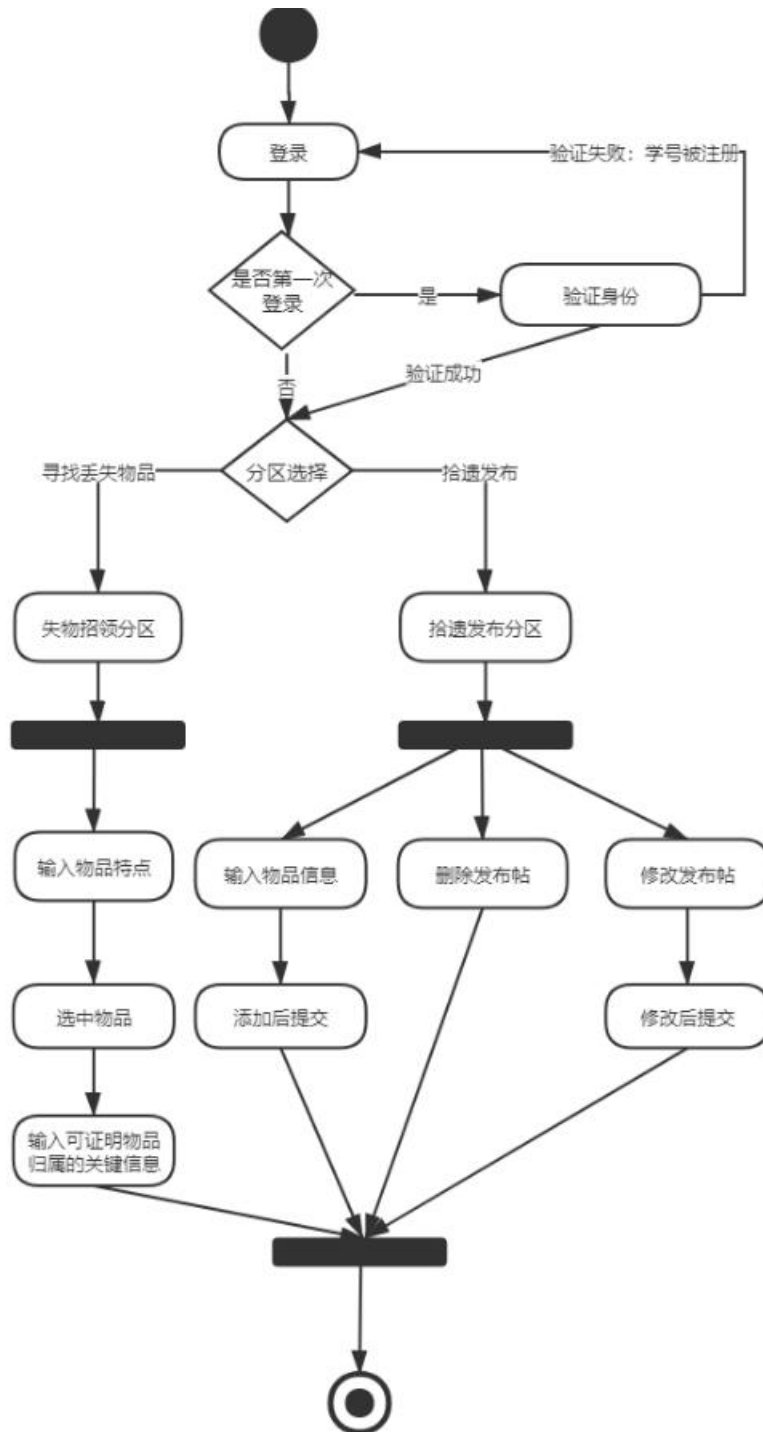 登录
验证失败：学号被注册
是否第一次
登录
是
验证身份
验证成功
否
寻找丢失物品
分区选择
拾遗发布
失物招领分区
拾遗发布分区
输入物品特点
输入物品信息
删除发布帖
修改发布帖
选中物品
添加后提交
修改后提交
输入可证明物品
归属的关键信息